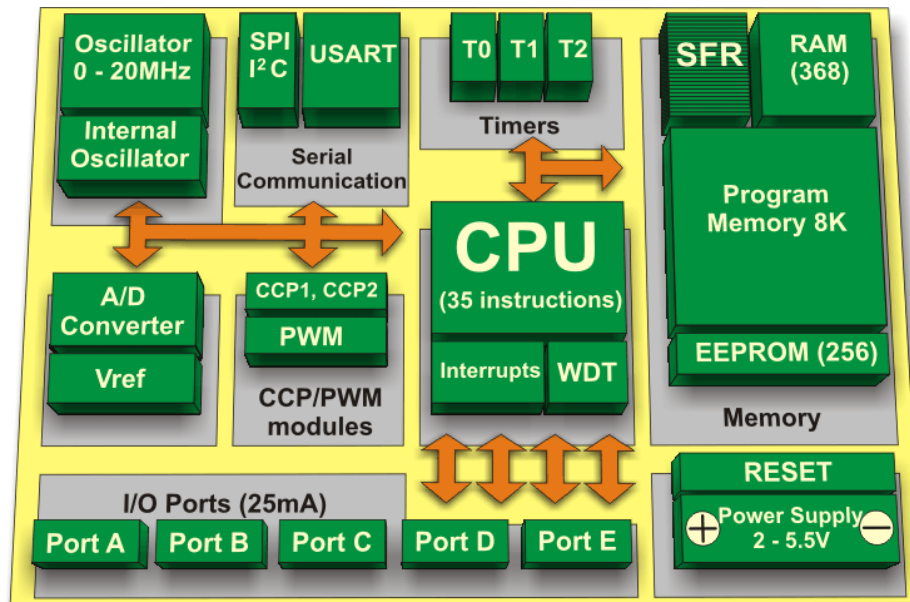 Oscillator
0 - 20MHz
Internal
Oscillator
SPI
I²C
USART
Serial
Communication
T0
T1
T2
Timers
SFR
RAM
(368)
Program
Memory 8K
EEPROM (256)
Memory
A/D
Converter
Vref
CCP1, CCP2
PWM
CCP/PWM
modules
CPU
(35 instructions)
Interrupts
WDT
I/O Ports (25mA)
Port A
Port B
Port C
Port D
Port E
RESET
+
Power Supply
2 - 5.5V
−